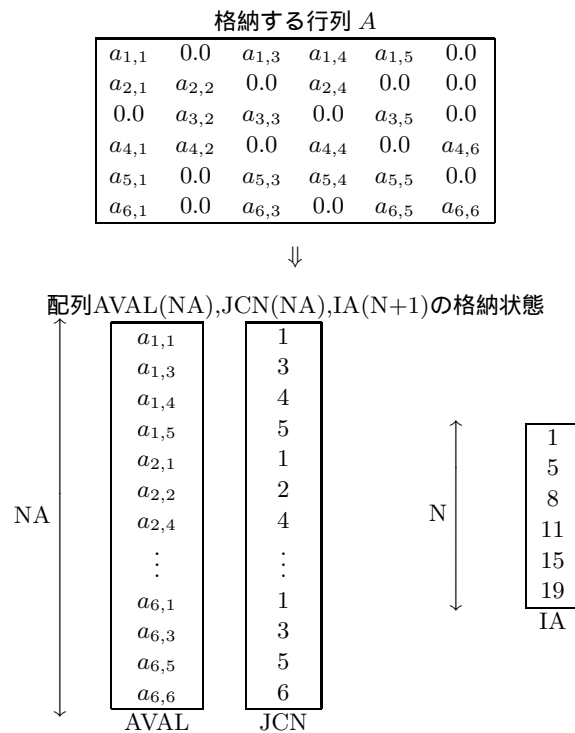 格納する行列 A
a1,1 0.0 a1,3 a1,4 a1,5 0.0
a2,1 a2,2 0.0 a2,4 0.0 0.0
0.0 a3,2 a3,3 0.0 a3,5 0.0
a4,1 a4,2 0.0 a4,4 0.0 a4,6
a5,1 0.0 a5,3 a5,4 a5,5 0.0
a6,1 0.0 a6,3 0.0 a6,5 a6,6
⇓
配列AVAL(NA),JCN(NA),IA(N+1)の格納状態
NA
a1,1
a1,3
a1,4
a1,5
a2,1
a2,2
a2,4
⋮
a6,1
a6,3
a6,5
a6,6
AVAL
1
3
4
5
1
2
4
⋮
1
3
5
6
JCN
N
1
5
8
11
15
19
IA